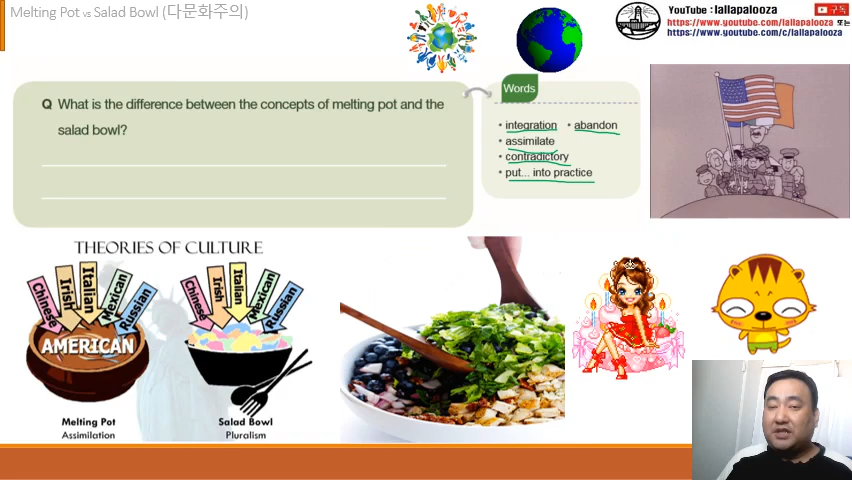 Melting Pot vs Salad Bowl (다문화주의)
YouTube : lallapalooza
구독
https://www.youtube.com/lallapalooza 또는
https://www.youtube.com/c/lallapalooza
Q What is the difference between the concepts of melting pot and the
salad bowl?
Words
• integration • abandon
• assimilate
• contradictory
• put... into practice
THEORIES OF CULTURE
Chinese
Irish
Italian
Mexican
Russian
AMERICAN
Melting Pot
Assimilation
Chinese
Irish
Italian
Mexican
Russian
Salad Bowl
Pluralism